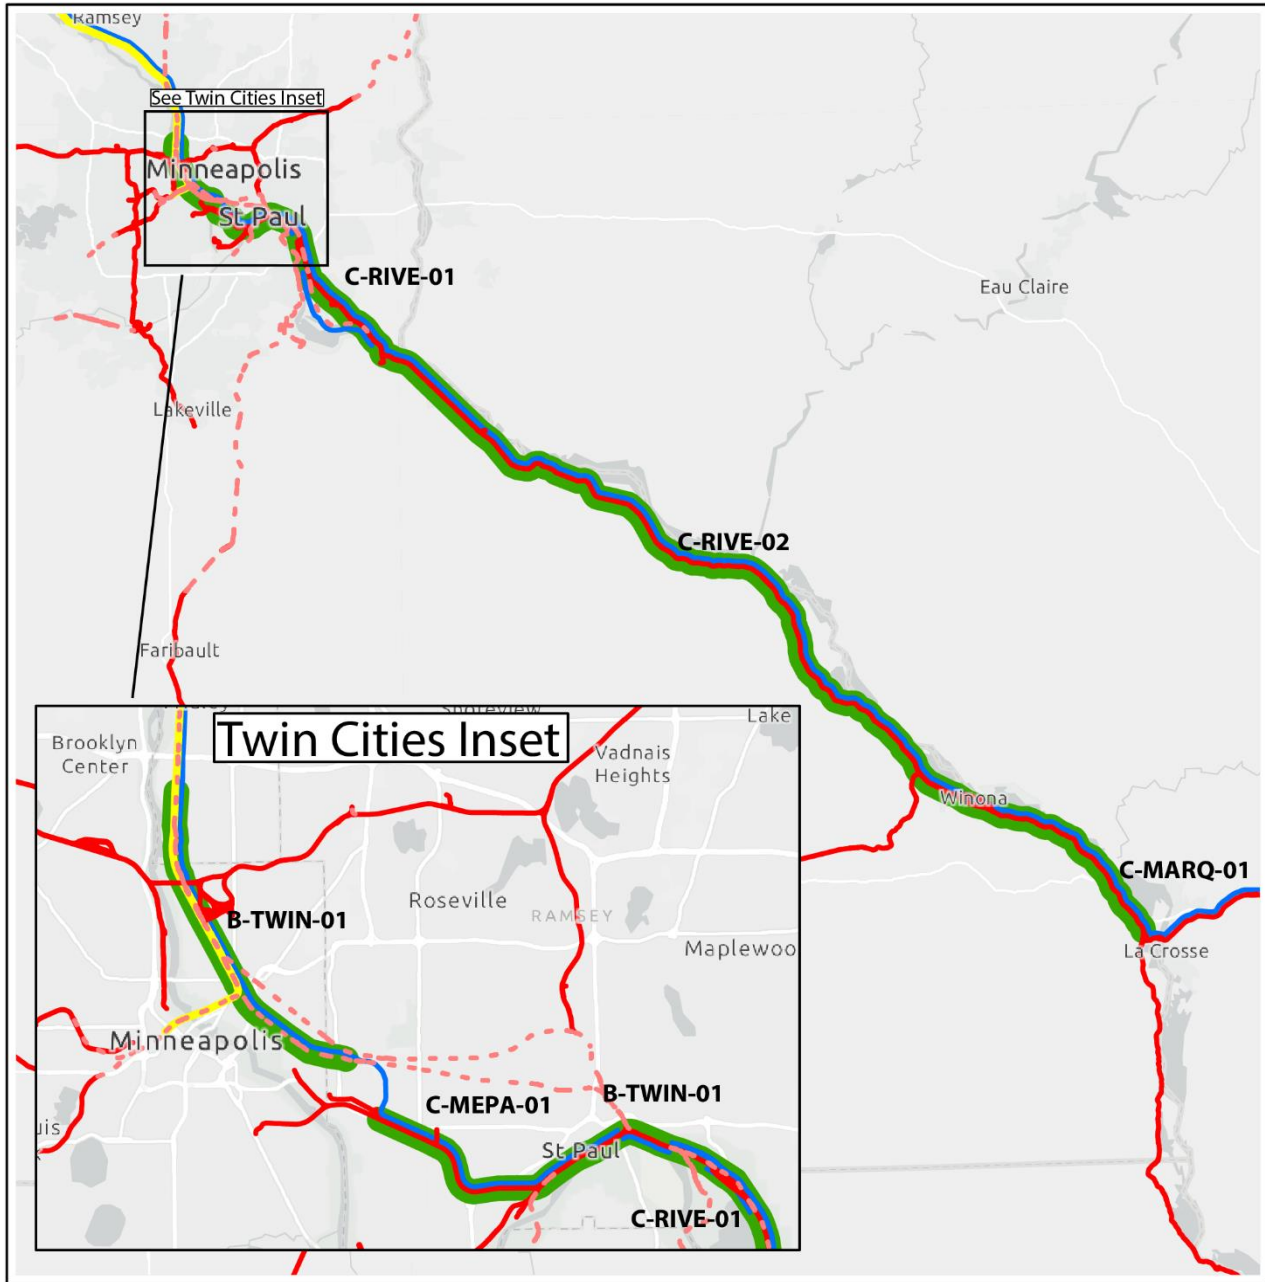 Ramsey
See Twin Cities Inset
Minneapolis
St Paul
C-RIVE-01
Eau Claire
Lakeville
C-RIVE-02
Faribault
Winona
C-MARQ-01
La Crosse
Twin Cities Inset
Shoreview
Lake
Brooklyn
Center
Vadnais
Heights
Roseville
B-TWIN-01
RAMSEY
Maplewoo
Minneapolis
C-MEPA-01
B-TWIN-01
St Paul
C-RIVE-01